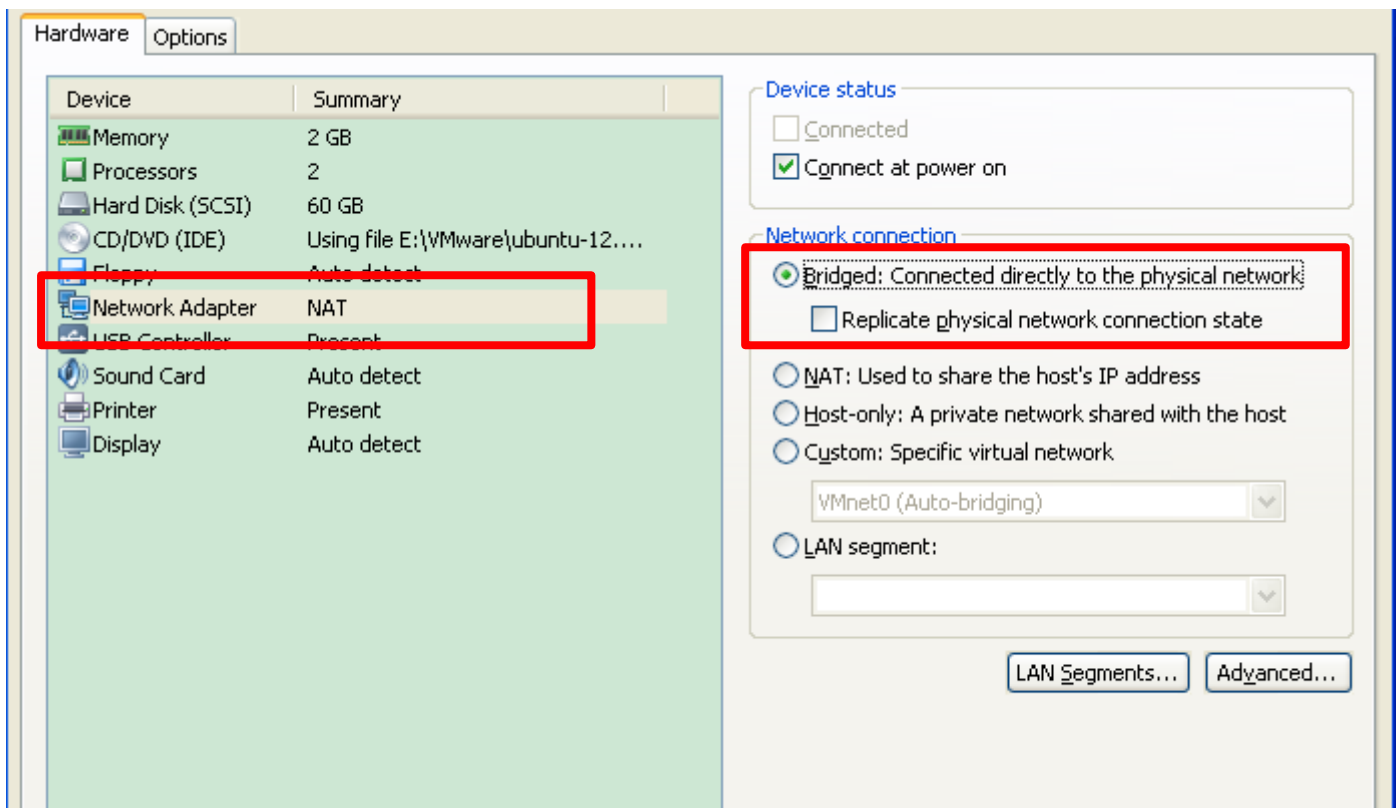 Hardware
Options
Device Summary
Memory 2 GB
Processors 2
Hard Disk (SCSI) 60 GB
CD/DVD (IDE) Using file E:\VMware\ubuntu-12....
Floppy Auto detect
Network Adapter NAT
USB Controller Present
Sound Card Auto detect
Printer Present
Display Auto detect
Device status
Connected
Connect at power on
Network connection
Bridged: Connected directly to the physical network
Replicate physical network connection state
NAT: Used to share the host's IP address
Host-only: A private network shared with the host
Custom: Specific virtual network
VMnet0 (Auto-bridging)
LAN segment:
LAN Segments... Advanced...